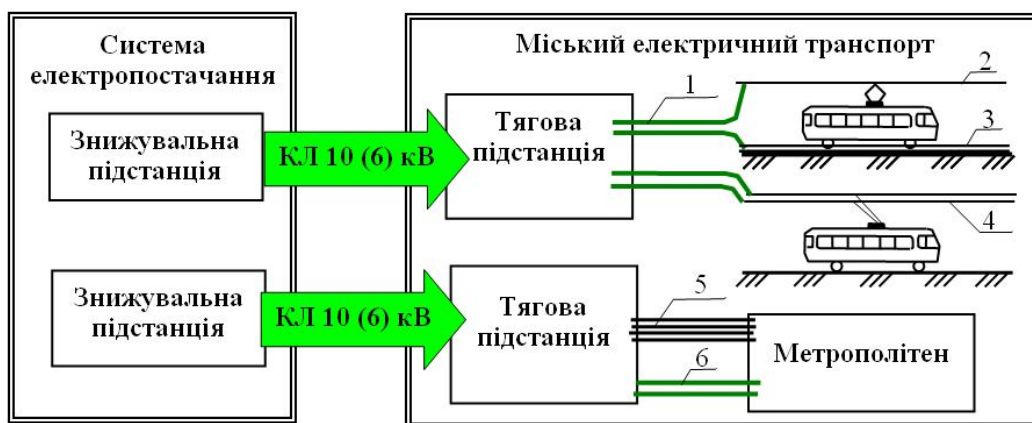 Система
електропостачання
Знижувальна
підстанція
КЛ 10 (6) кВ
Знижувальна
підстанція
КЛ 10 (6) кВ
Міський електричний транспорт
Тягова
підстанція
1
2
3
4
Тягова
підстанція
5
6
Метрополітен